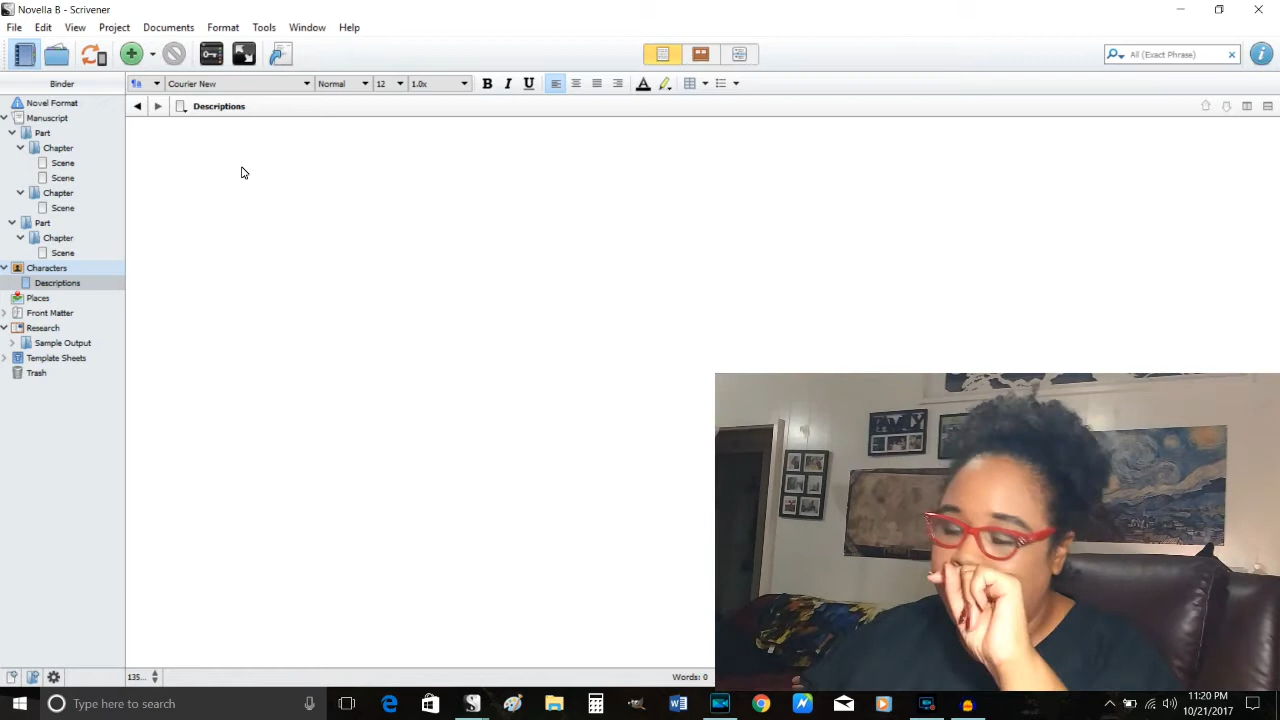 Novella B - Scrivener
File Edit View Project Documents Format Tools Window Help
All (Exact Phrase)
Binder
Courier New Normal 12 1.0x B I U A
Descriptions
Novel Format
Manuscript
Part
Chapter
Scene
Scene
Chapter
Scene
Part
Chapter
Scene
Characters
Descriptions
Places
Front Matter
Research
Sample Output
Template Sheets
Trash
135... Words: 0
Type here to search
11:20 PM
10/21/2017